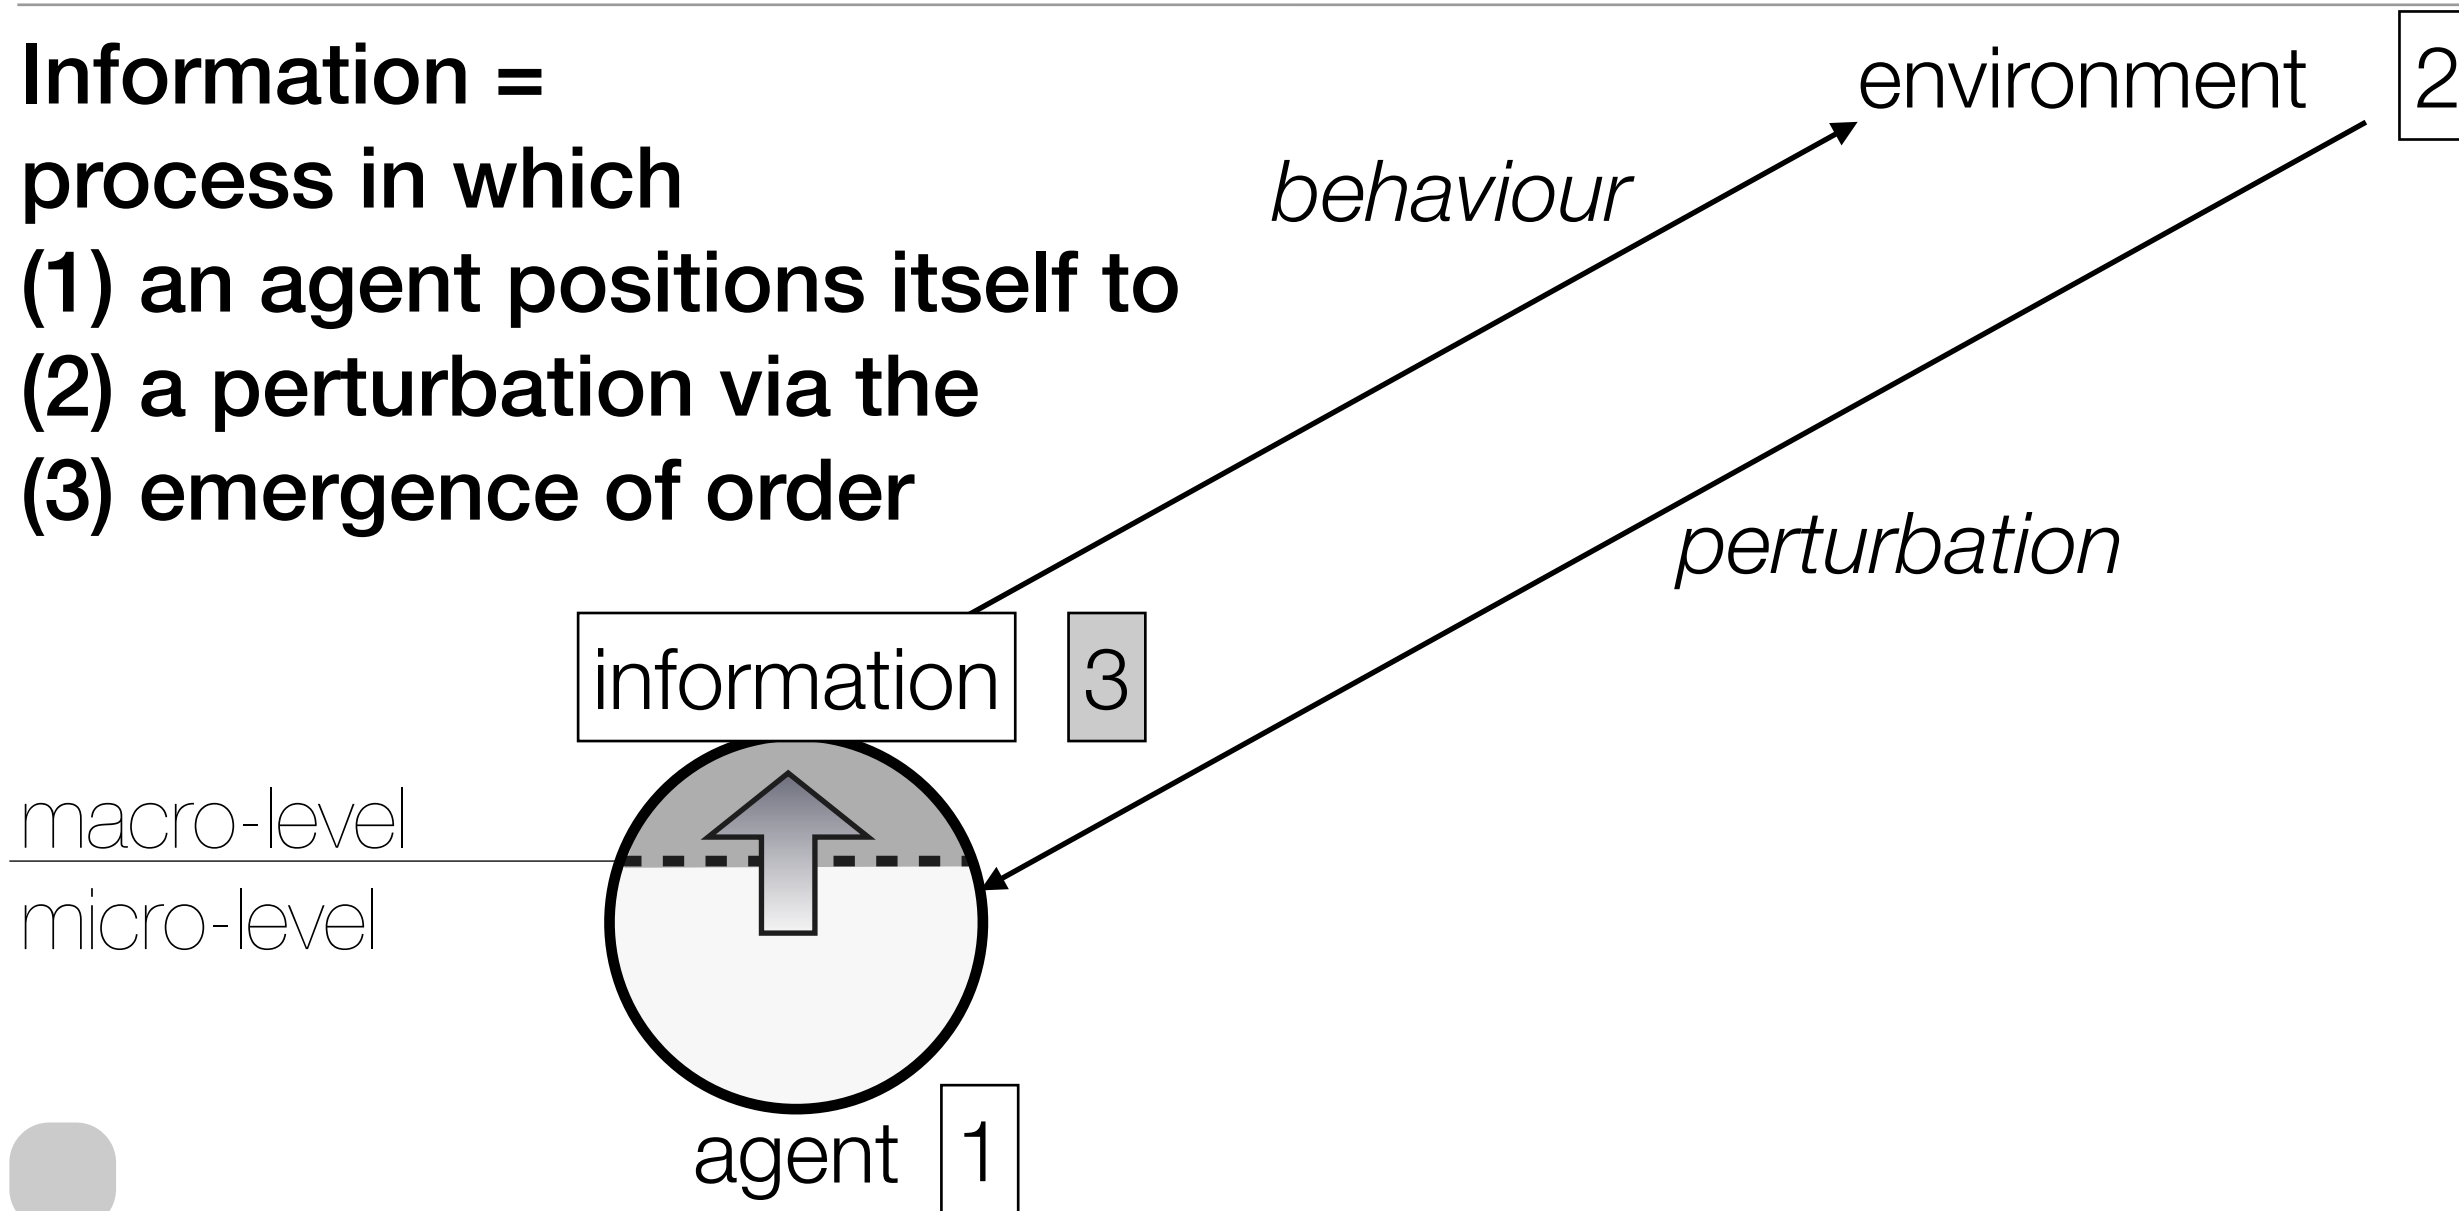 Information =
process in which
(1) an agent positions itself to
(2) a perturbation via the
(3) emergence of order
environment 2
behaviour
perturbation
information 3
macro-level
micro-level
agent 1